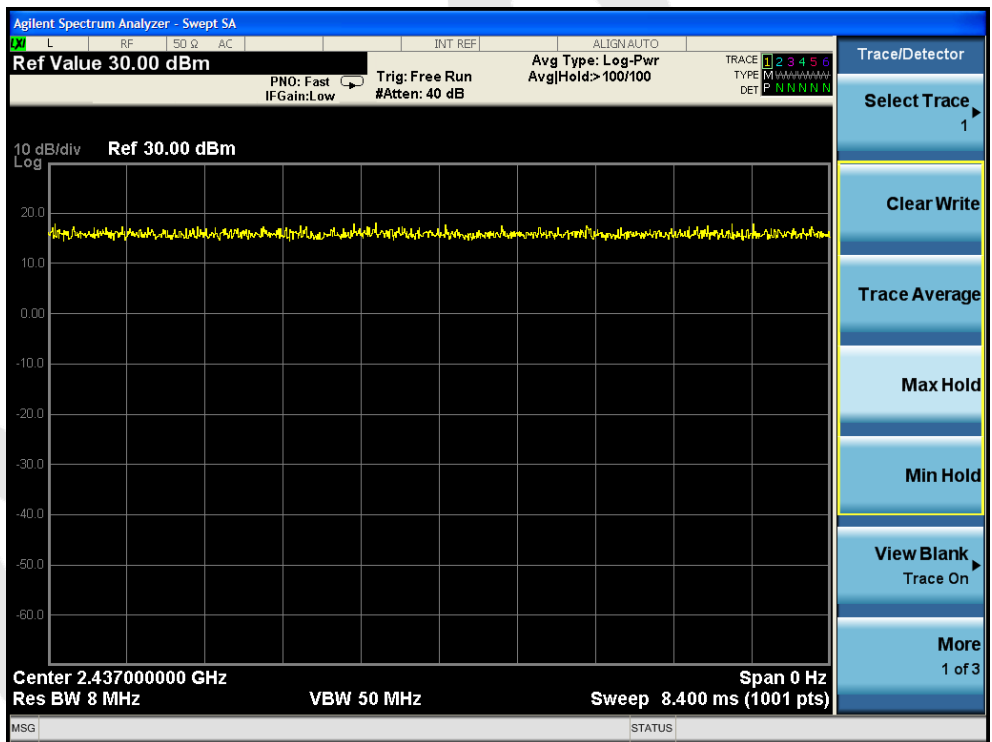 Agilent Spectrum Analyzer - Swept SA
LXI L RF 50 Ω AC INT REF ALIGNAUTO
Ref Value 30.00 dBm
PNO: Fast
IFGain:Low
Trig: Free Run
#Atten: 40 dB
Avg Type: Log-Pwr
Avg|Hold:>100/100
TRACE 1 2 3 4 5 6
TYPE M WWWWW
DET P N N N N N
10 dB/div Ref 30.00 dBm
Log
20.0
10.0
0.00
-10.0
-20.0
-30.0
-40.0
-50.0
-60.0
Center 2.437000000 GHz Span 0 Hz
Res BW 8 MHz VBW 50 MHz Sweep 8.400 ms (1001 pts)
MSG STATUS
Trace/Detector
Select Trace
1
Clear Write
Trace Average
Max Hold
Min Hold
View Blank
Trace On
More
1 of 3